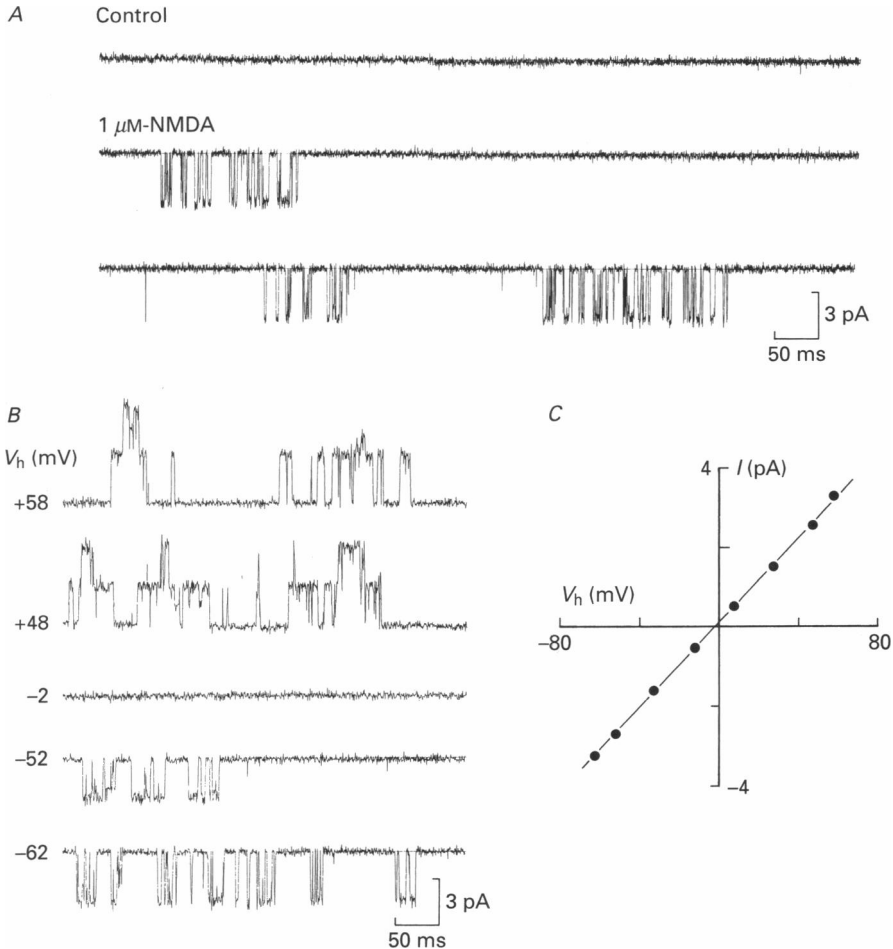 A
Control
1 μM-NMDA
3 pA
50 ms
B
Vh (mV)
+58
+48
−2
−52
−62
3 pA
50 ms
C
4
I (pA)
Vh (mV)
−80
80
−4